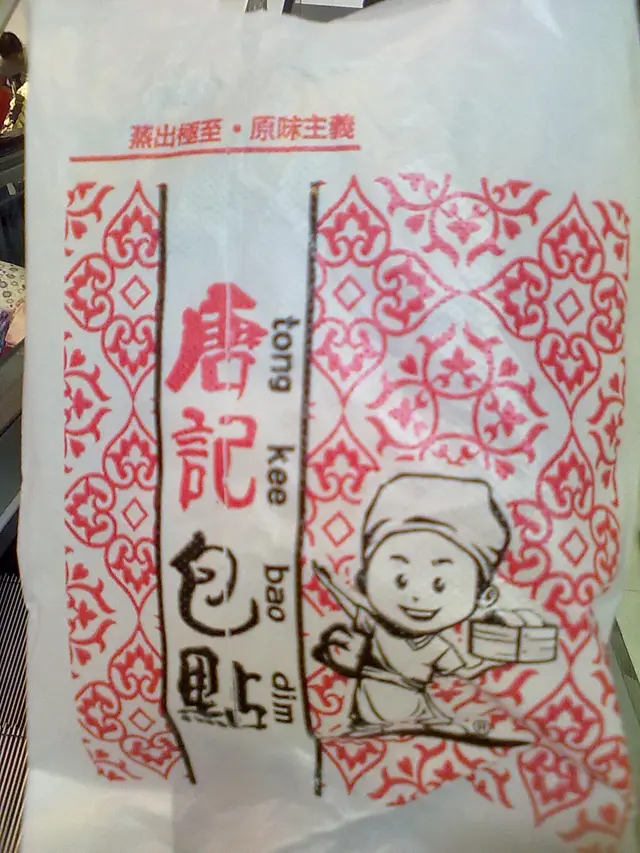 蒸出極至・原味主義
唐記包點
tong kee bao dim
®